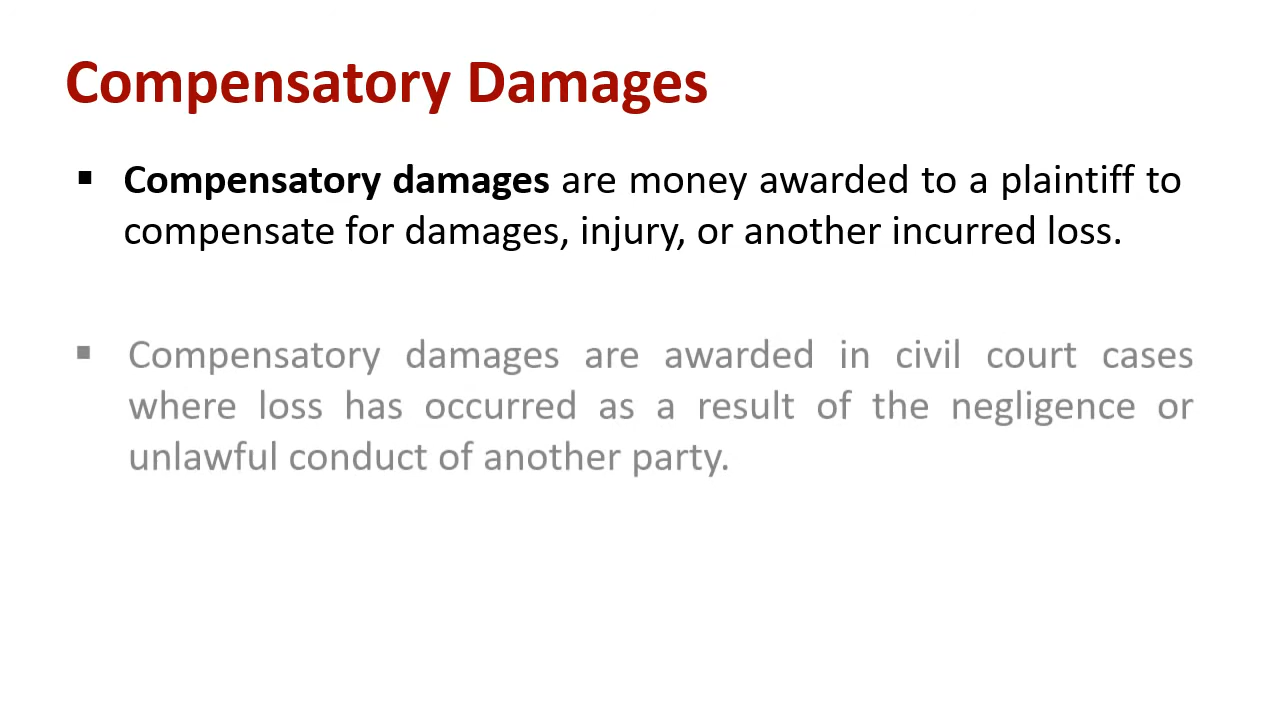 Compensatory Damages
▪ Compensatory damages are money awarded to a plaintiff to
compensate for damages, injury, or another incurred loss.
▪ Compensatory damages are awarded in civil court cases
where loss has occurred as a result of the negligence or
unlawful conduct of another party.